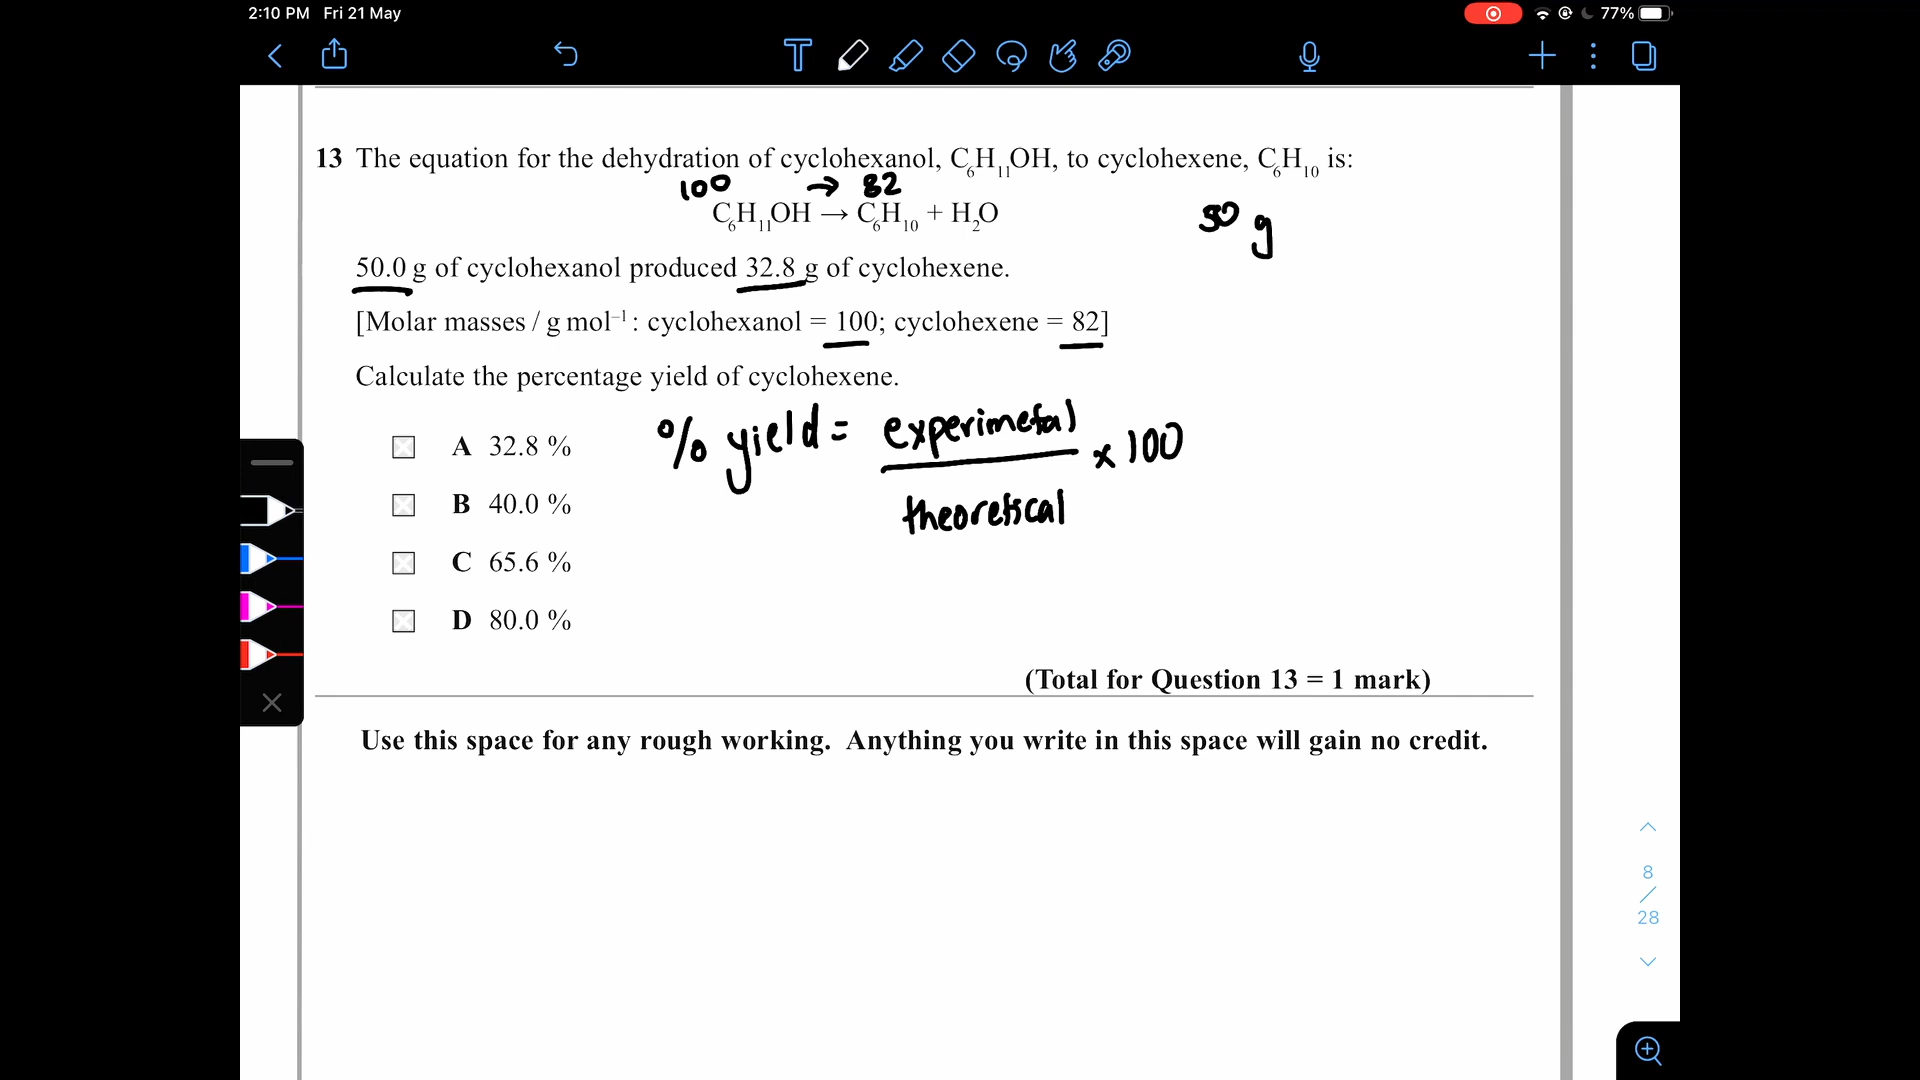 2:10 PM Fri 21 May
77%
13 The equation for the dehydration of cyclohexanol, C₆H₁₁OH, to cyclohexene, C₆H₁₀ is:
100 → 82
C₆H₁₁OH → C₆H₁₀ + H₂O
50 g
50.0 g of cyclohexanol produced 32.8 g of cyclohexene.
[Molar masses / g mol⁻¹ : cyclohexanol = 100; cyclohexene = 82]
Calculate the percentage yield of cyclohexene.
% yield = experimetal
× 100
theoretical
A 32.8 %
B 40.0 %
C 65.6 %
D 80.0 %
(Total for Question 13 = 1 mark)
Use this space for any rough working. Anything you write in this space will gain no credit.
8
/
28